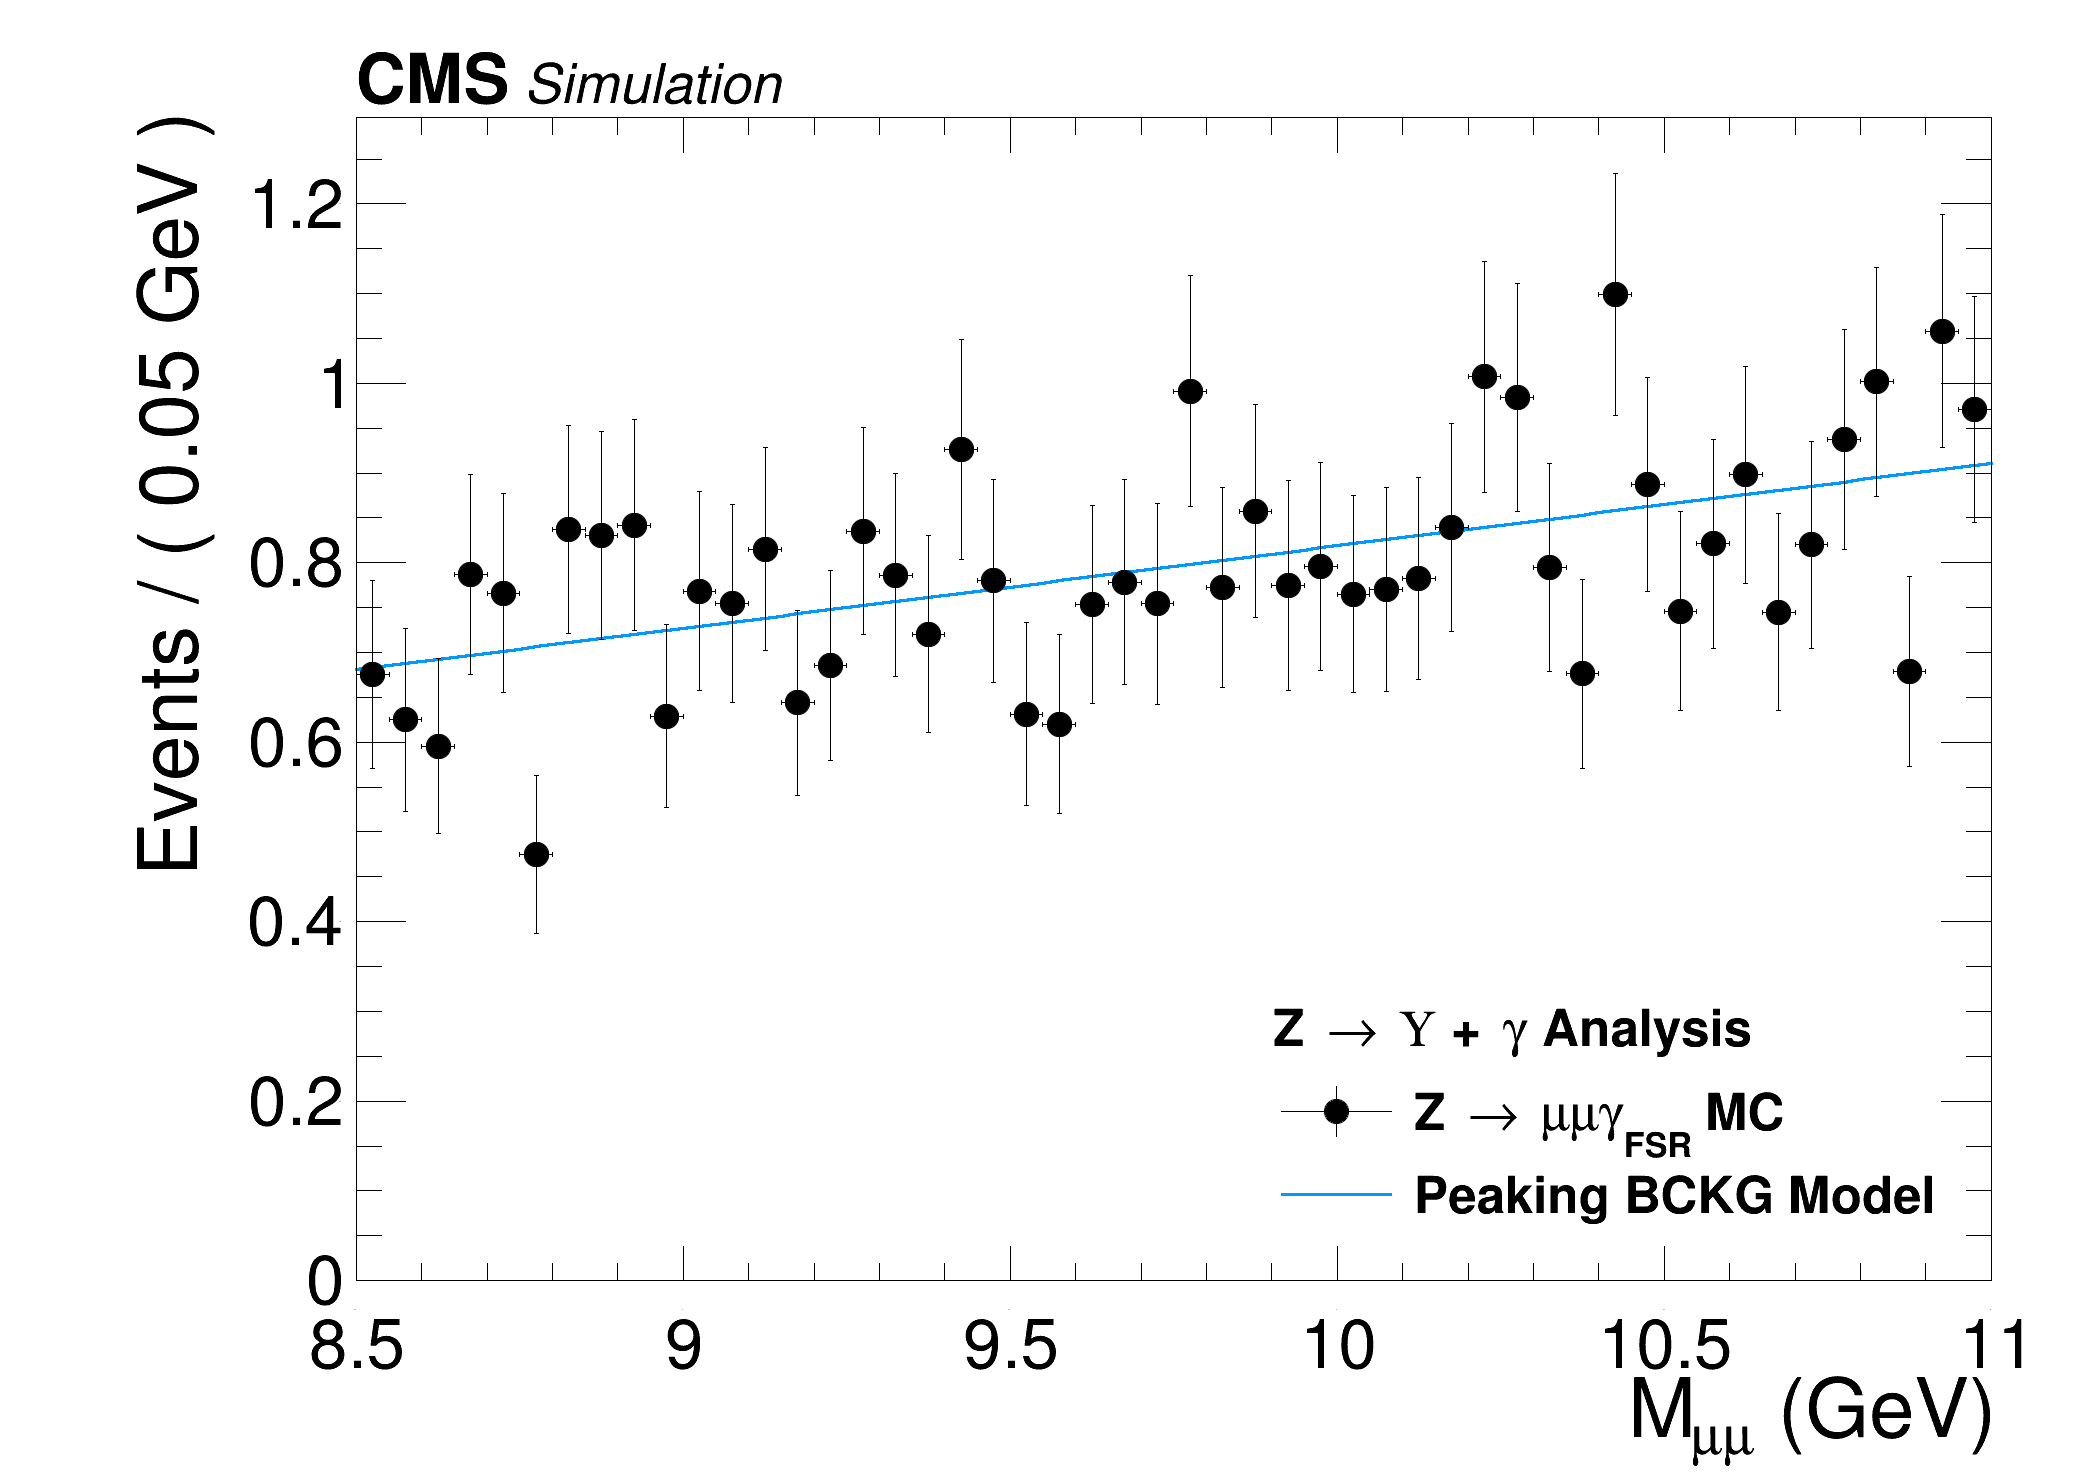 CMS Simulation
Events / ( 0.05 GeV )
1.2
1
0.8
0.6
0.4
0.2
0
8.5 9 9.5 10 10.5 11
Z → ϒ + γ Analysis
Z → μμγFSR MC
Peaking BCKG Model
Mμμ (GeV)